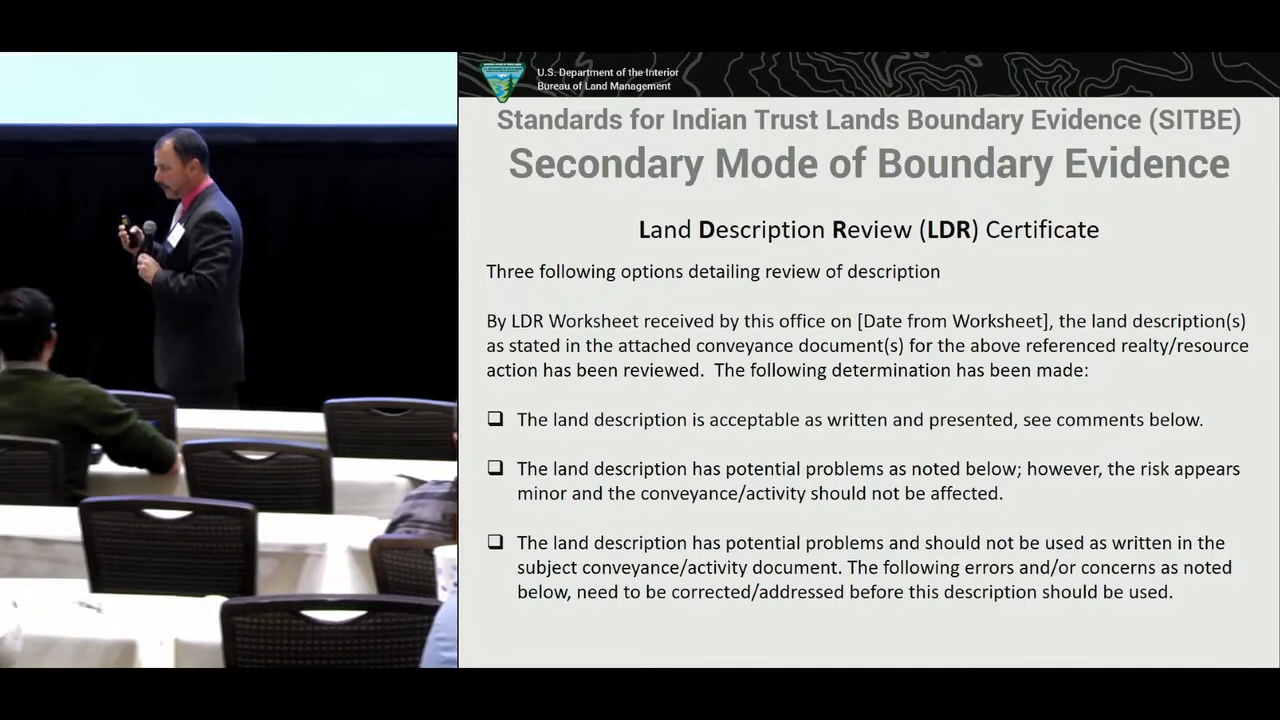 U.S. Department of the Interior
Bureau of Land Management
Standards for Indian Trust Lands Boundary Evidence (SITBE)
Secondary Mode of Boundary Evidence
Land Description Review (LDR) Certificate
Three following options detailing review of description
By LDR Worksheet received by this office on [Date from Worksheet], the land description(s)
as stated in the attached conveyance document(s) for the above referenced realty/resource
action has been reviewed.  The following determination has been made:
The land description is acceptable as written and presented, see comments below.
The land description has potential problems as noted below; however, the risk appears
minor and the conveyance/activity should not be affected.
The land description has potential problems and should not be used as written in the
subject conveyance/activity document. The following errors and/or concerns as noted
below, need to be corrected/addressed before this description should be used.